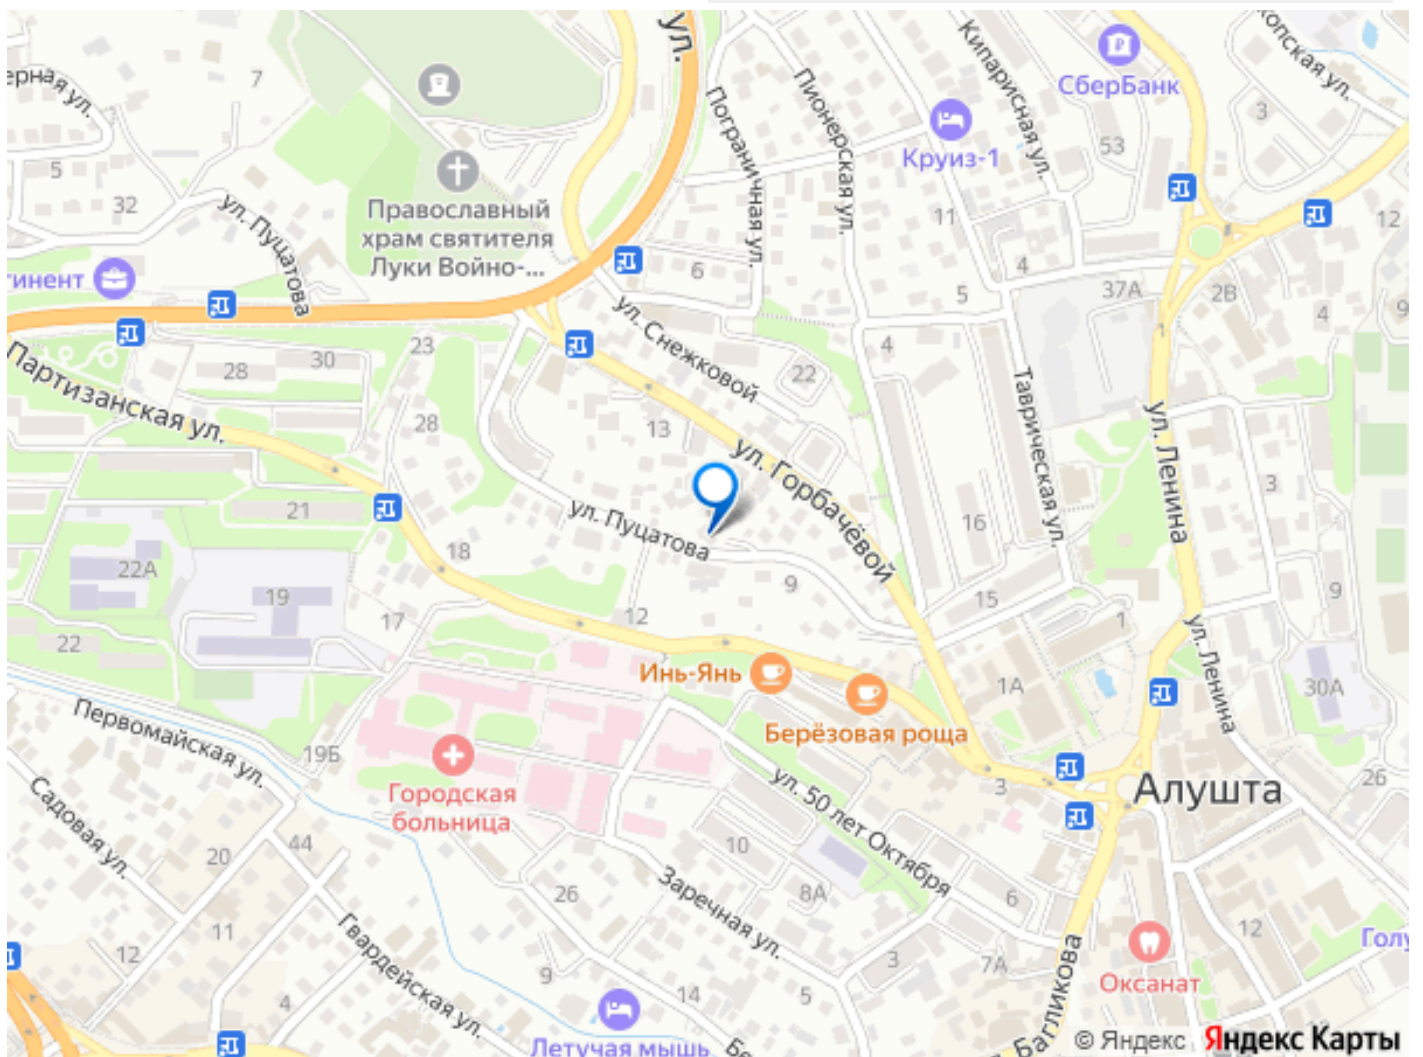 ул.
Кипарисная ул.
СберБанк
7
3
Пограничная ул.
Пионерская ул.
Круиз-1
53
5
32
ул. Пуцатова
Православный
храм святителя
Луки Войно-...
11
12
тинент
6
4
5
37А
2В
4
9
ул. Снежковой
28
30
23
4
22
Партизанская ул.
28
13
Таврическая ул.
ул. Ленина
ул. Горбачёвой
3
21
ул. Пуцатова
16
18
22А
19
9
12
15
1
9
17
22
ул. Ленина
Инь-Янь
1А
30А
Берёзовая роща
Первомайская ул.
19Б
Городская
больница
3
Алушта
26
Садовая ул.
ул. 50 лет Октября
44
20
10
8А
6
26
Заречная ул.
11
12
12
Гвардейская ул.
3
7А
Голу
9
14
5
Оксанат
4
Багликова
Летучая мышь
Бе
© Яндекс Яндекс Карты